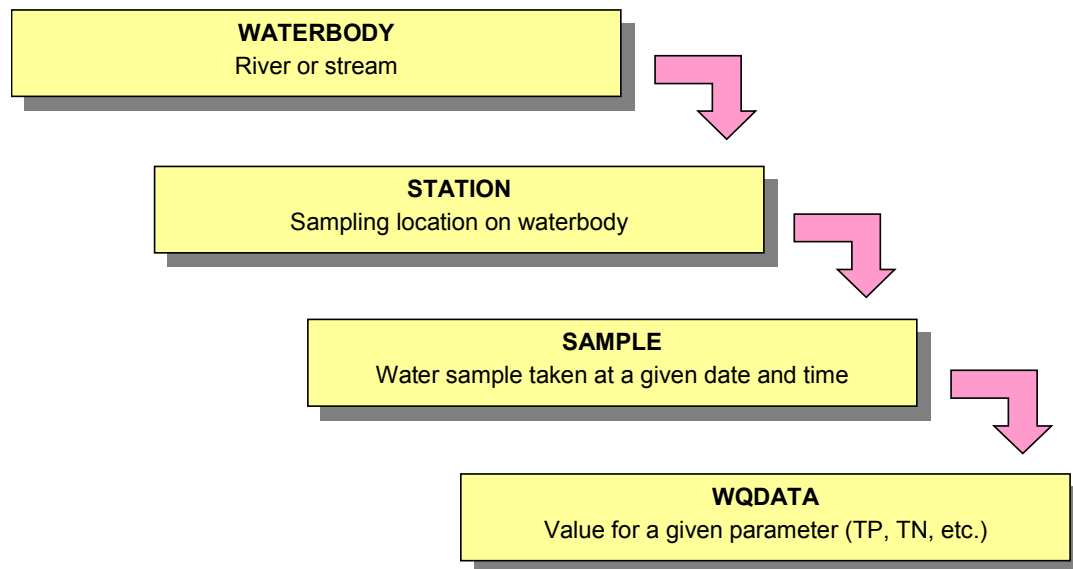 WATERBODY
River or stream
STATION
Sampling location on waterbody
SAMPLE
Water sample taken at a given date and time
WQDATA
Value for a given parameter (TP, TN, etc.)